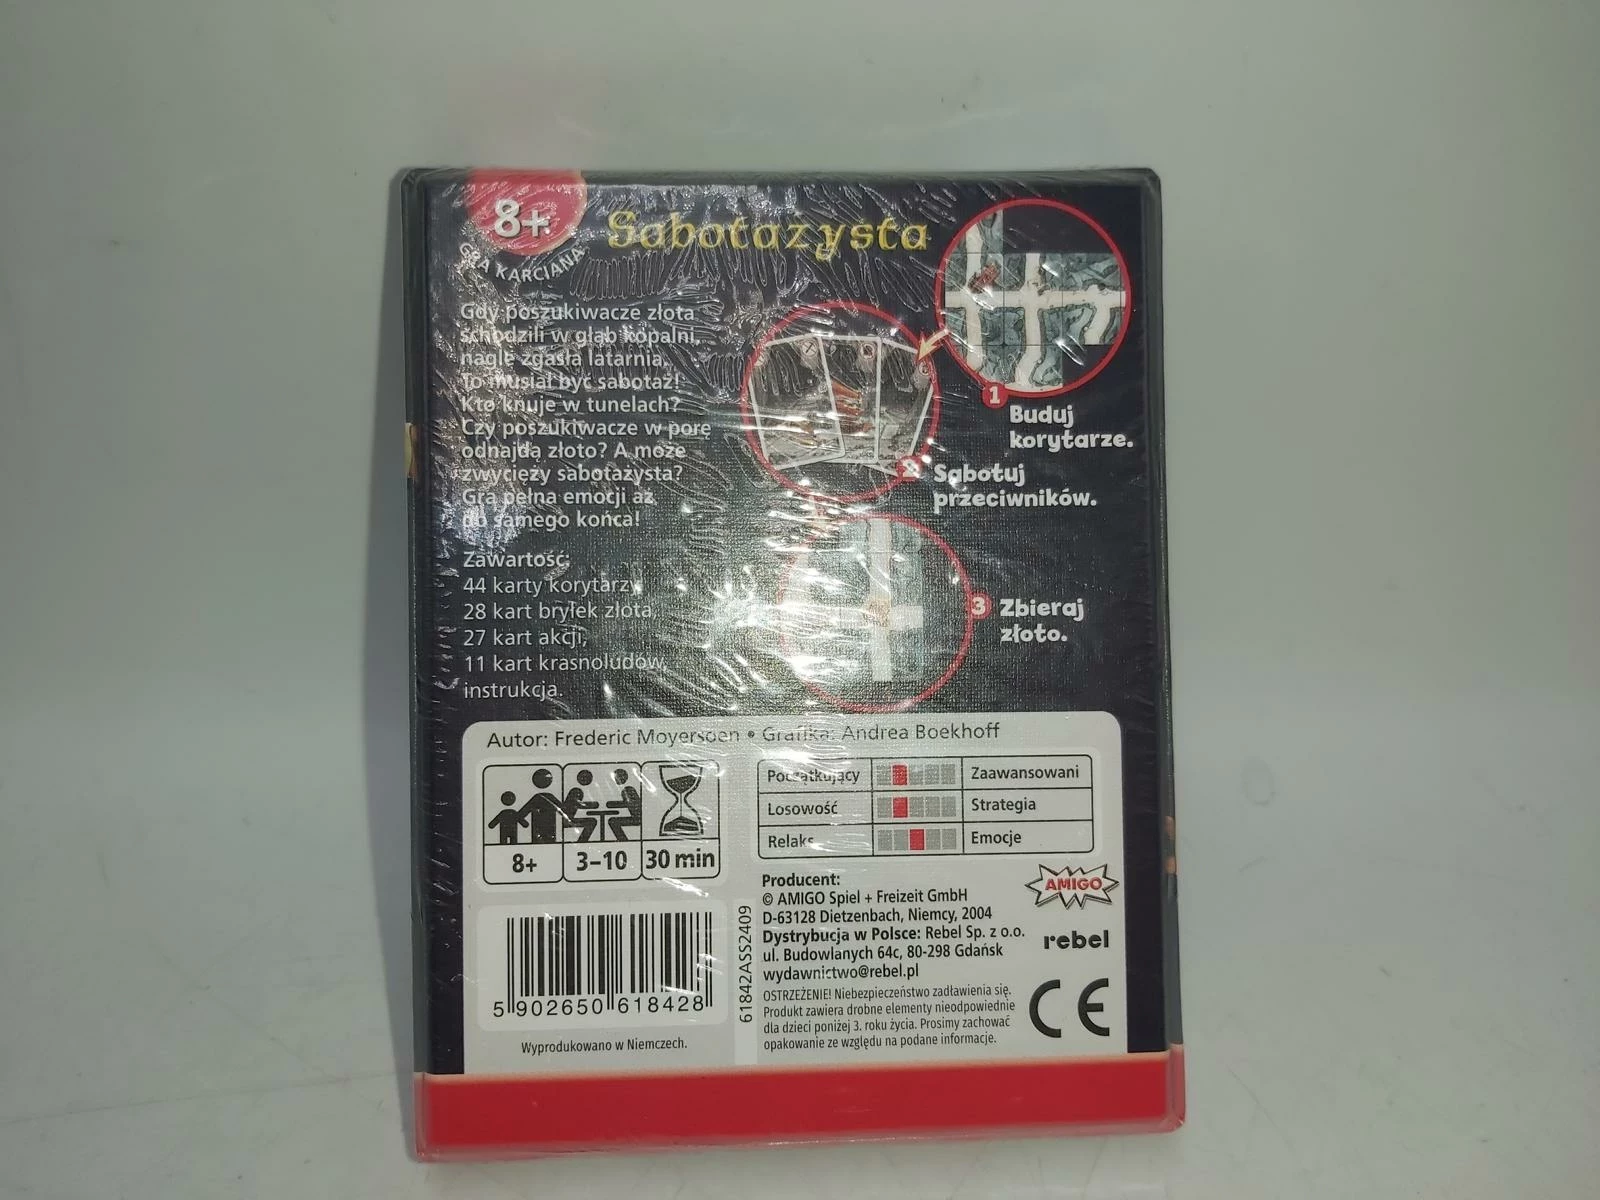 8+
GRA KARCIANA
Sabotażysta
Gdy poszukiwacze złota
schodzili w głąb kopalni,
nagle zgasła latarnia.
To musiał być sabotaż!
Kto knuje w tunelach?
Czy poszukiwacze w porę
odnajdą złoto? A może
zwycięży sabotażysta?
Gra pełna emocji aż
do samego końca!
Zawartość:
44 karty korytarzy,
28 kart bryłek złota,
27 kart akcji,
11 kart krasnoludów,
instrukcja.
1
Buduj
korytarze.
2
Sabotuj
przeciwników.
3
Zbieraj
złoto.
Autor: Frederic Moyersoen • Grafika: Andrea Boekhoff
8+
3–10
30 min
Początkujący Zaawansowani
Losowość Strategia
Relaks Emocje
Producent:
© AMIGO Spiel + Freizeit GmbH
D-63128 Dietzenbach, Niemcy, 2004
Dystrybucja w Polsce: Rebel Sp. z o.o.
ul. Budowlanych 64c, 80-298 Gdańsk
wydawnictwo@rebel.pl
OSTRZEŻENIE! Niebezpieczeństwo zadławienia się.
Produkt zawiera drobne elementy nieodpowiednie
dla dzieci poniżej 3. roku życia. Prosimy zachować
opakowanie ze względu na podane informacje.
AMIGO
rebel
CE
61842ASS2409
5 902650 618428
Wyprodukowano w Niemczech.